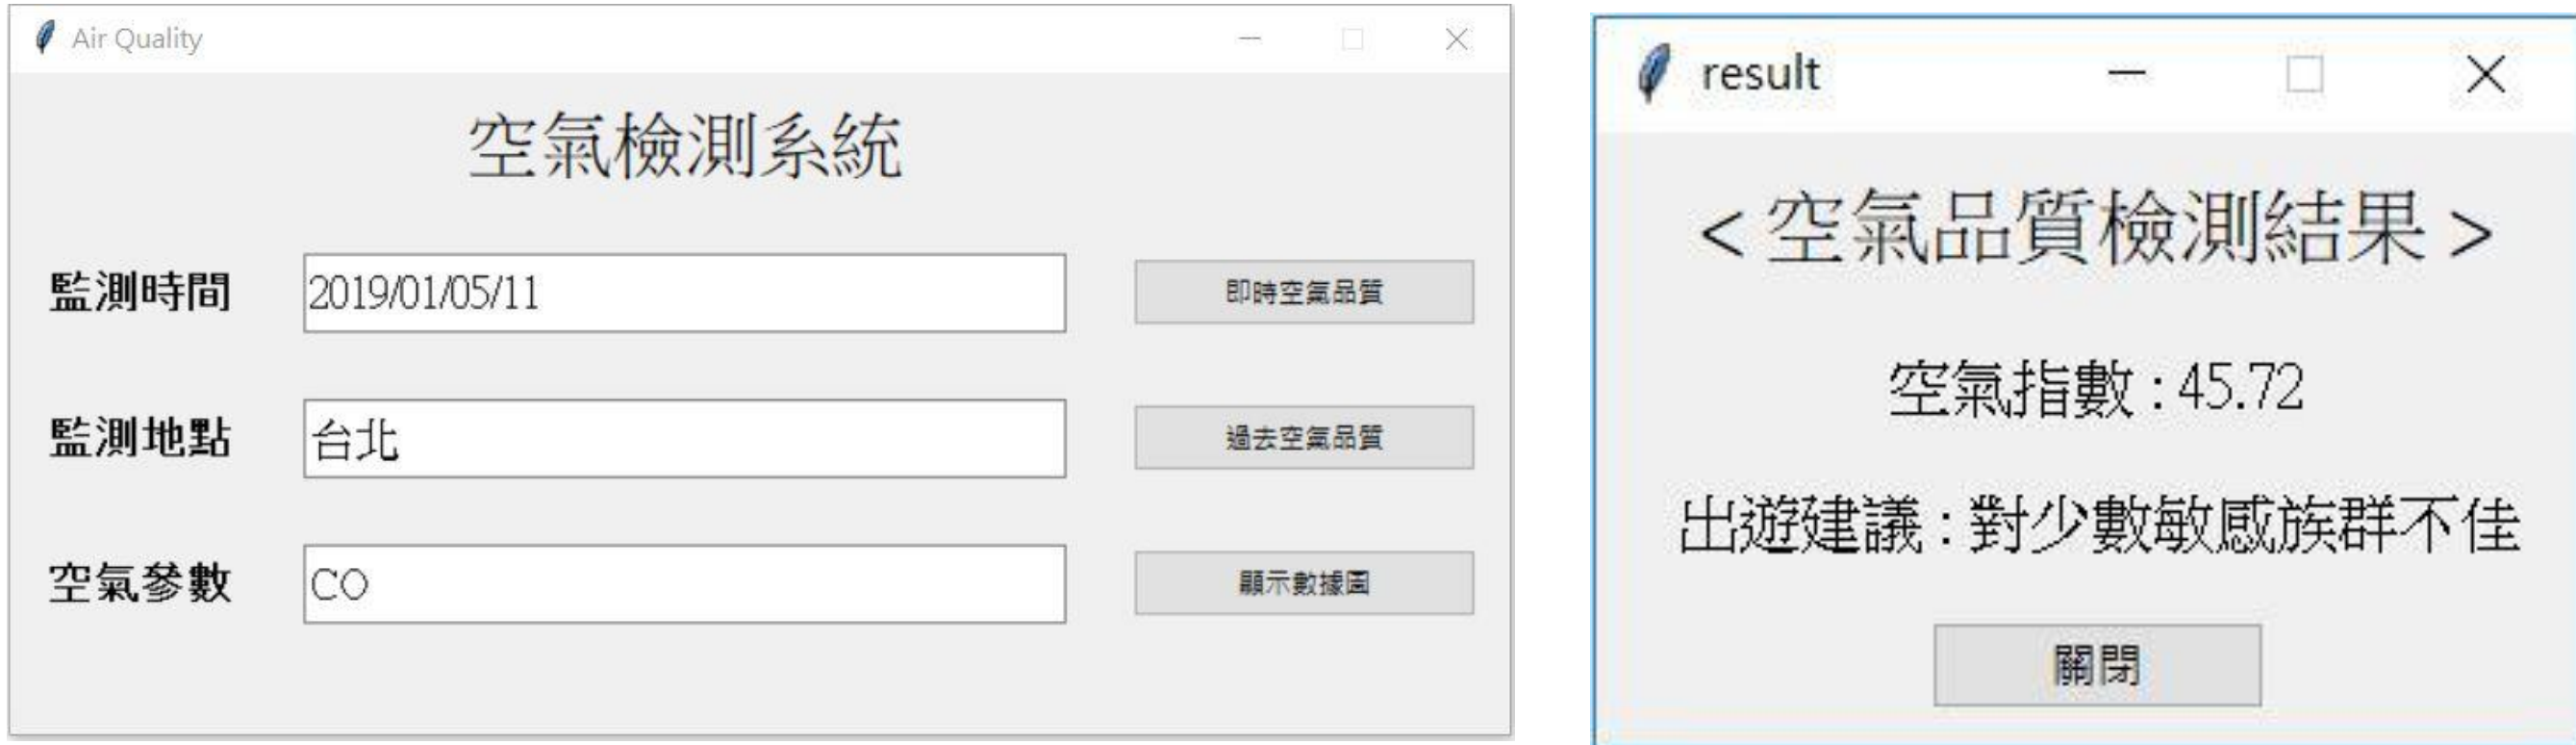 Air Quality
空氣檢測系統
監測時間 2019/01/05/11 即時空氣品質
監測地點 台北 過去空氣品質
空氣參數 CO 顯示數據圖
result
<空氣品質檢測結果>
空氣指數 : 45.72
出遊建議 : 對少數敏感族群不佳
關閉